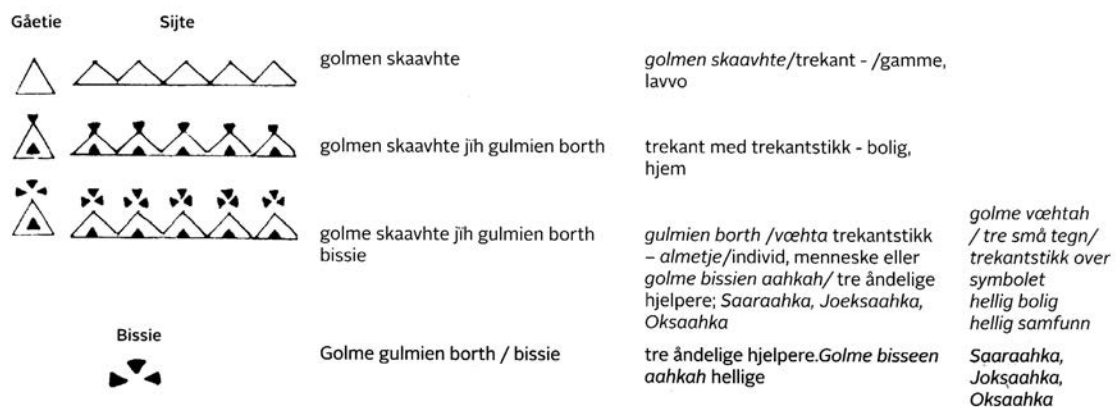 Gåetie Sijte
golmen skaavhte
golmen skaavhte/trekant - /gamme,
lavvo
golmen skaavhte jïh gulmien borth
trekant med trekantstikk - bolig,
hjem
golme skaavhte jïh gulmien borth
bissie
gulmien borth /væhta trekantstikk
– almetje/individ, menneske eller
golme bissien aahkah/ tre åndelige
hjelpere; Saaraahka, Joeksaahka,
Oksaahka
golme væhtah
/ tre små tegn/
trekantstikk over
symbolet
hellig bolig
hellig samfunn
Bissie
Golme gulmien borth / bissie
tre åndelige hjelpere.Golme bisseen
aahkah hellige
Saaraahka,
Joksaahka,
Oksaahka